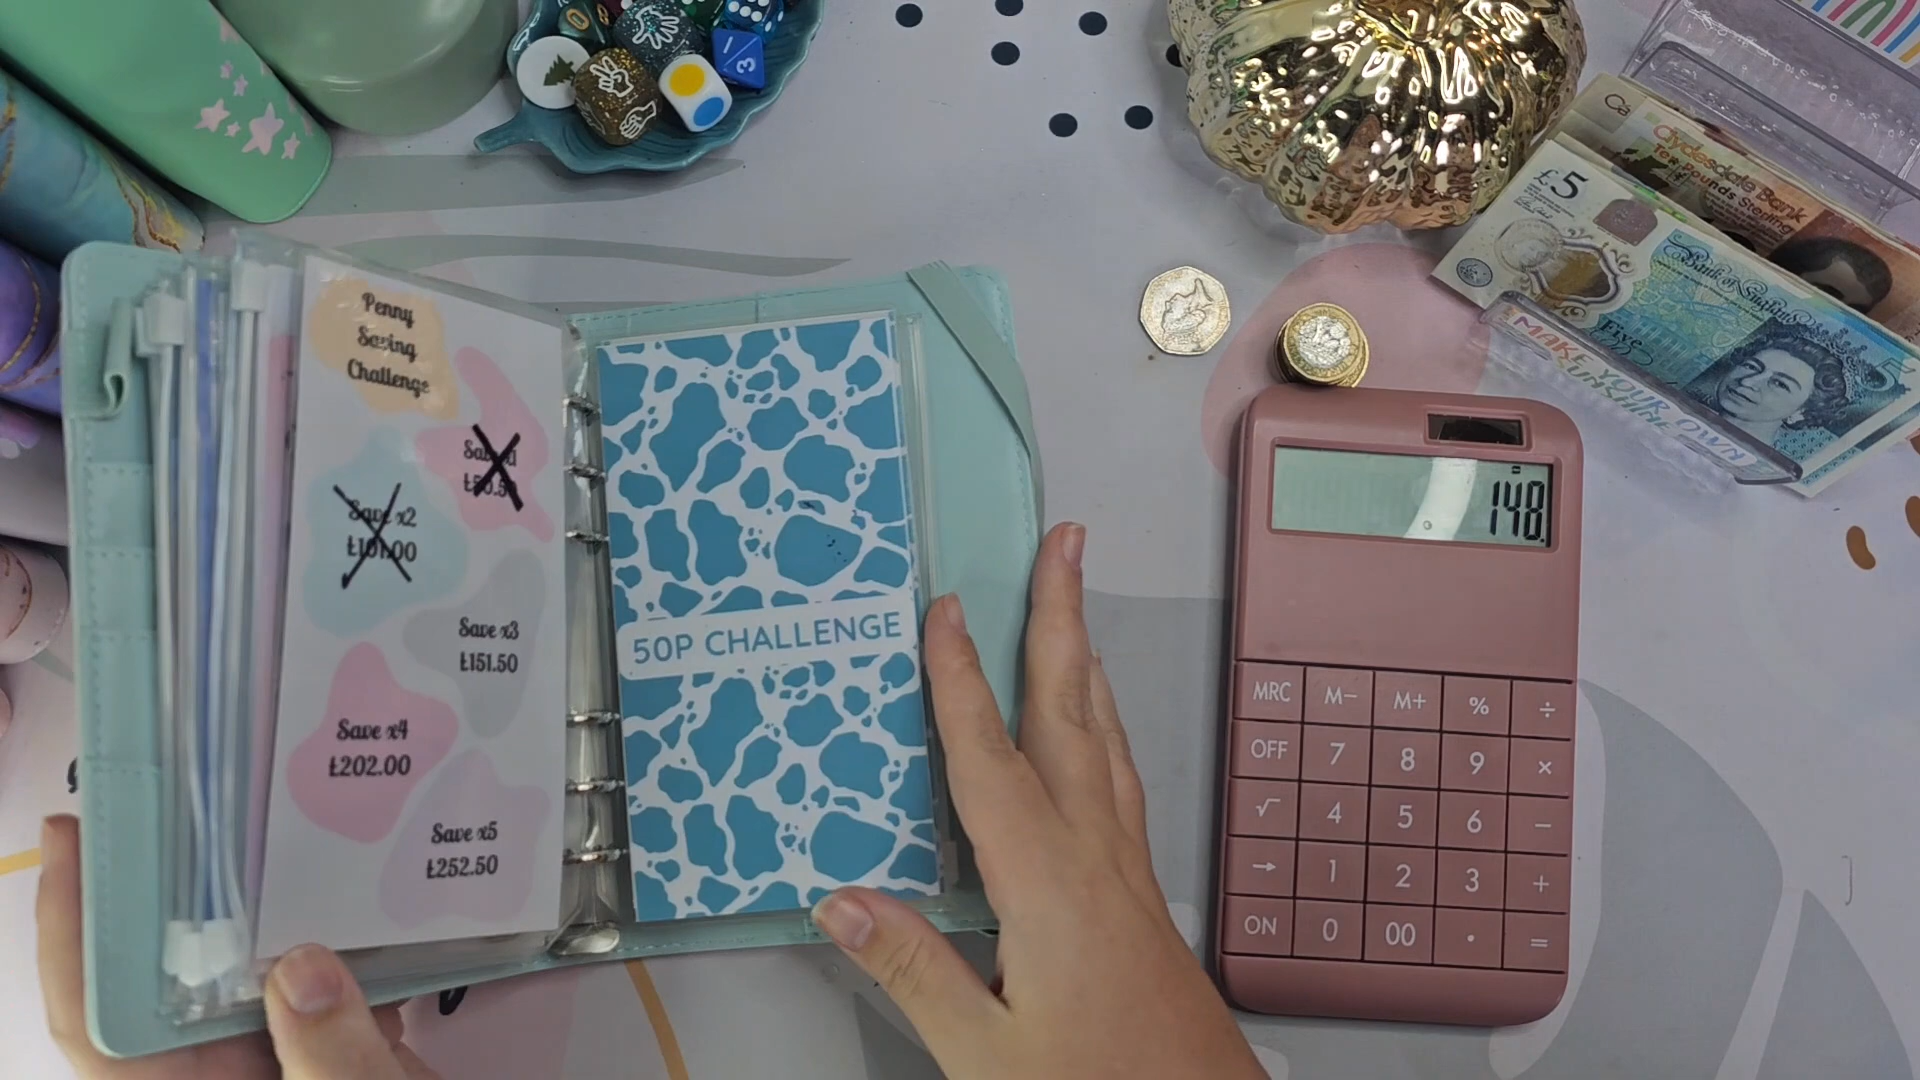 Penny
Saving
Challenge
Save x2
£101.00
Save x3
£151.50
Save x4
£202.00
Save x5
£252.50
50P CHALLENGE
148.
MRC M− M+ % ÷
OFF 7 8 9 ×
√ 4 5 6 −
→ 1 2 3 +
ON 0 00 . =
£5
Bank of England
Five
5
Clydesdale Bank
Ten Pounds Sterling
MAKE YOUR OWN
SUNSHINE
3